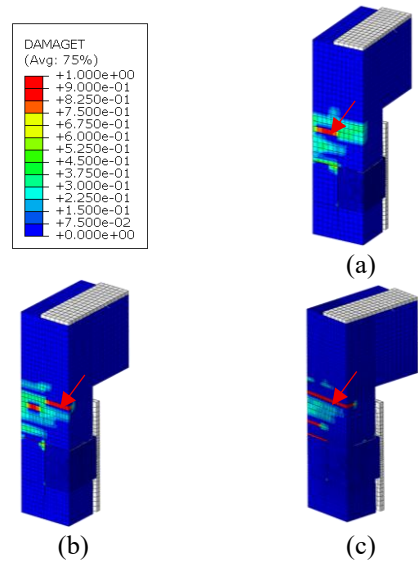 DAMAGET
(Avg: 75%)
+1.000e+00
+9.000e-01
+8.250e-01
+7.500e-01
+6.750e-01
+6.000e-01
+5.250e-01
+4.500e-01
+3.750e-01
+3.000e-01
+2.250e-01
+1.500e-01
+7.500e-02
+0.000e+00
(a)
(b)
(c)